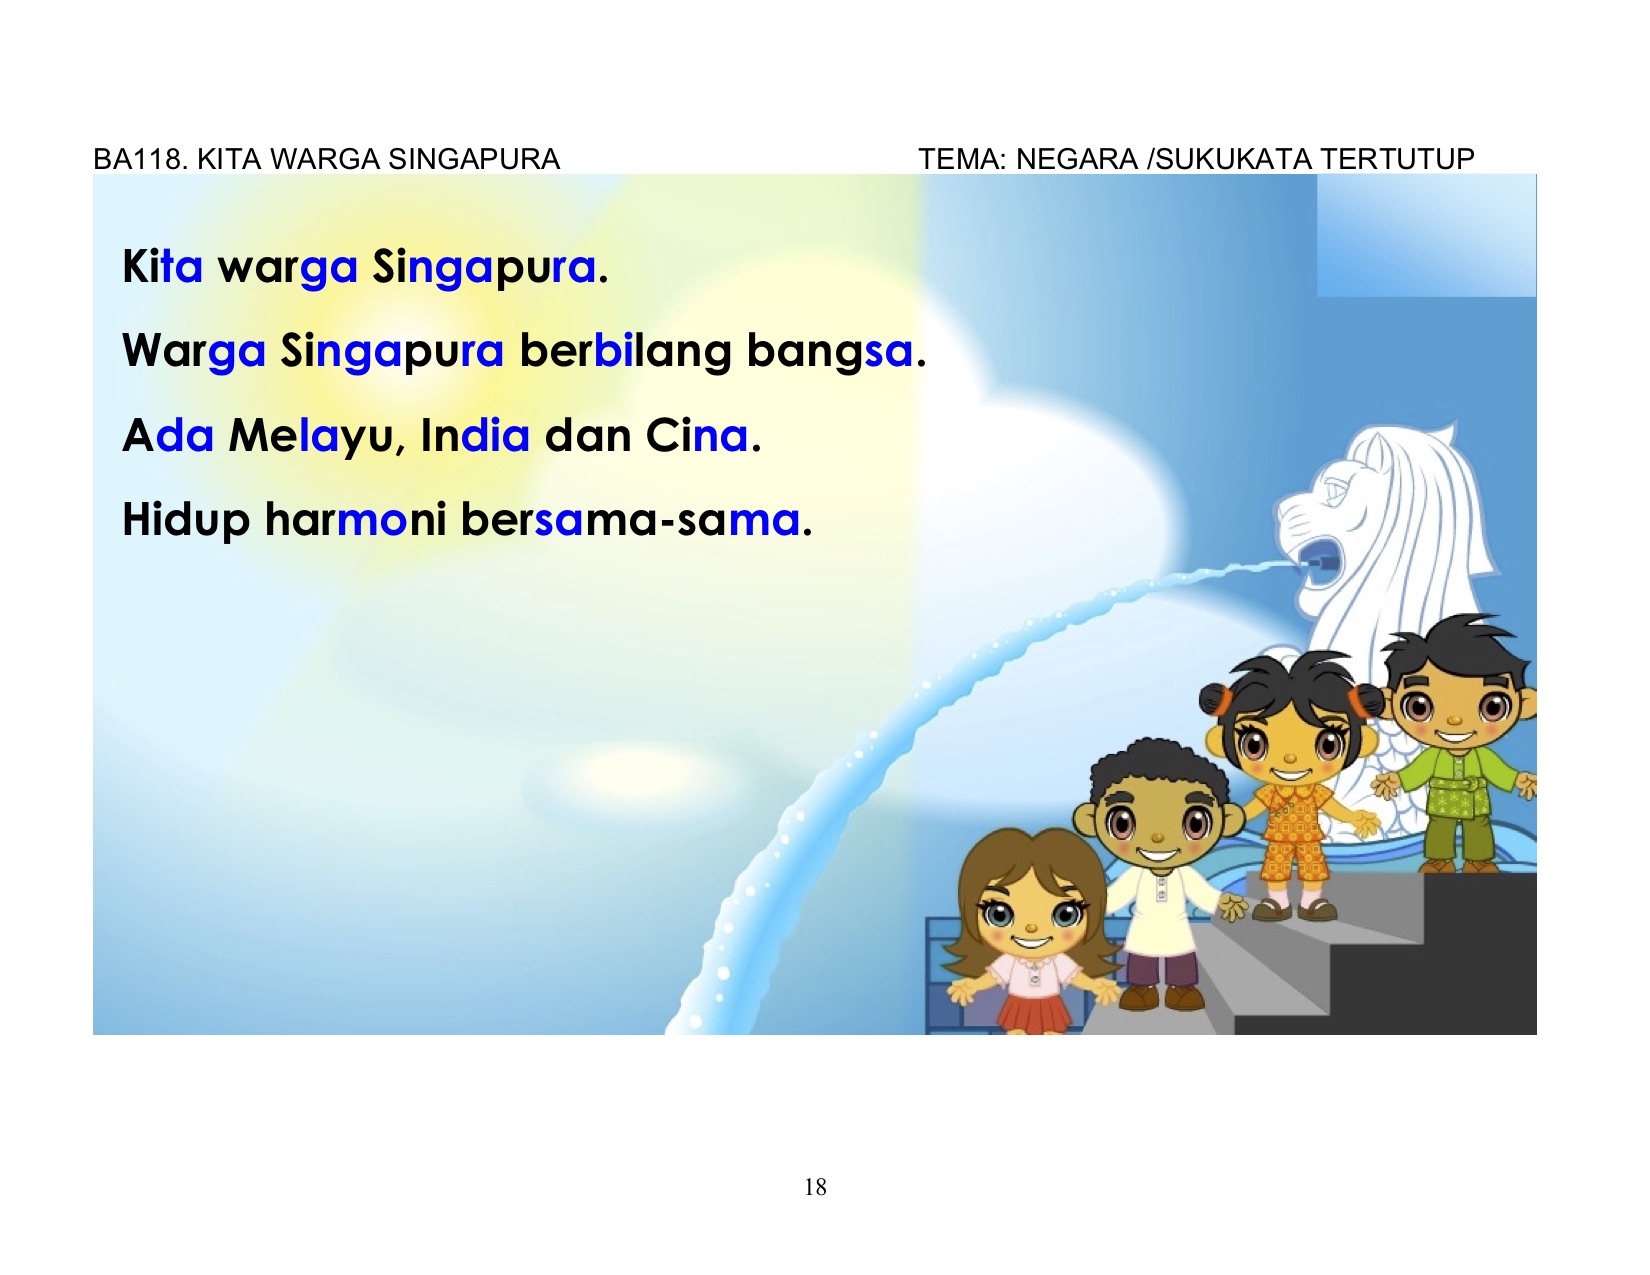 BA118. KITA WARGA SINGAPURA TEMA: NEGARA /SUKUKATA TERTUTUP
Kita warga Singapura.
Warga Singapura berbilang bangsa.
Ada Melayu, India dan Cina.
Hidup harmoni bersama-sama.
18